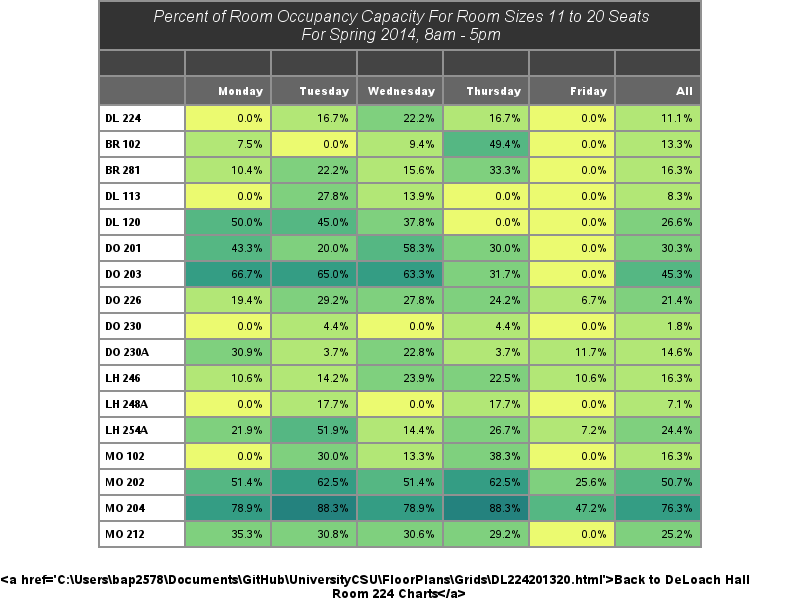 Percent of Room Occupancy Capacity For Room Sizes 11 to 20 Seats
For Spring 2014, 8am - 5pm
Monday Tuesday Wednesday Thursday Friday All
DL 224 0.0% 16.7% 22.2% 16.7% 0.0% 11.1%
BR 102 7.5% 0.0% 9.4% 49.4% 0.0% 13.3%
BR 281 10.4% 22.2% 15.6% 33.3% 0.0% 16.3%
DL 113 0.0% 27.8% 13.9% 0.0% 0.0% 8.3%
DL 120 50.0% 45.0% 37.8% 0.0% 0.0% 26.6%
DO 201 43.3% 20.0% 58.3% 30.0% 0.0% 30.3%
DO 203 66.7% 65.0% 63.3% 31.7% 0.0% 45.3%
DO 226 19.4% 29.2% 27.8% 24.2% 6.7% 21.4%
DO 230 0.0% 4.4% 0.0% 4.4% 0.0% 1.8%
DO 230A 30.9% 3.7% 22.8% 3.7% 11.7% 14.6%
LH 246 10.6% 14.2% 23.9% 22.5% 10.6% 16.3%
LH 248A 0.0% 17.7% 0.0% 17.7% 0.0% 7.1%
LH 254A 21.9% 51.9% 14.4% 26.7% 7.2% 24.4%
MO 102 0.0% 30.0% 13.3% 38.3% 0.0% 16.3%
MO 202 51.4% 62.5% 51.4% 62.5% 25.6% 50.7%
MO 204 78.9% 88.3% 78.9% 88.3% 47.2% 76.3%
MO 212 35.3% 30.8% 30.6% 29.2% 0.0% 25.2%
<a href='C:\Users\bap2578\Documents\GitHub\UniversityCSU\FloorPlans\Grids\DL224201320.html'>Back to DeLoach Hall
Room 224 Charts</a>